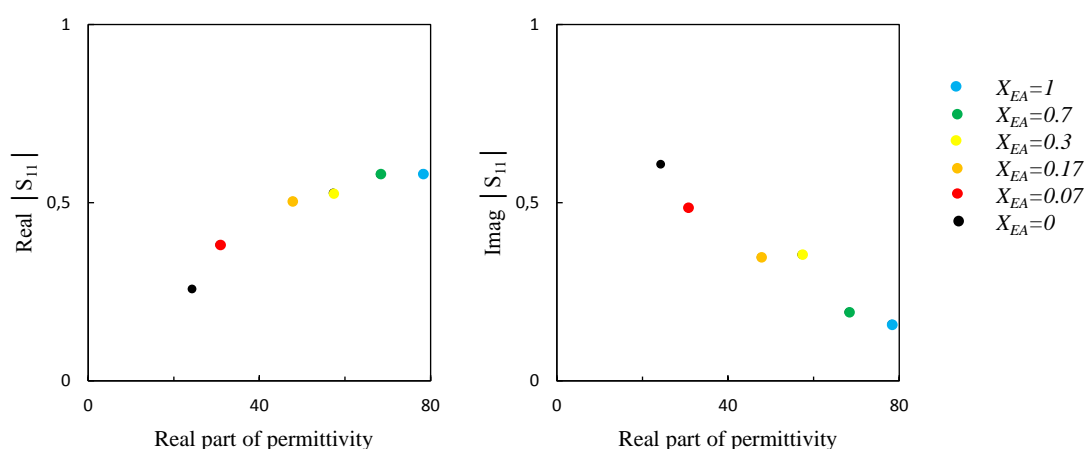 1
0,5
0
0
40
80
Real |S11|
Real part of permittivity
1
0,5
0
0
40
80
Imag |S11|
Real part of permittivity
XEA=1
XEA=0.7
XEA=0.3
XEA=0.17
XEA=0.07
XEA=0